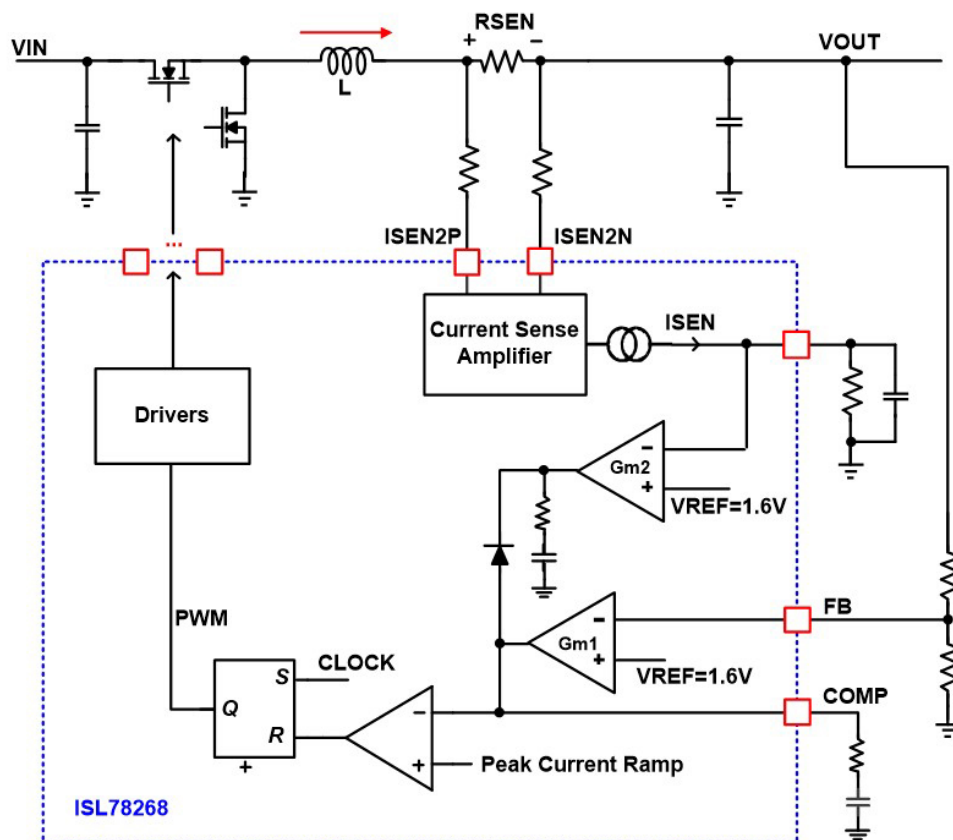 RSEN
VIN
+ −
VOUT
L
ISEN2P
ISEN2N
...
Current Sense
Amplifier
ISEN
Drivers
−
Gm2
+
VREF=1.6V
PWM
−
FB
Gm1
+
VREF=1.6V
CLOCK
S
COMP
Q
−
R
+
Peak Current Ramp
+
ISL78268